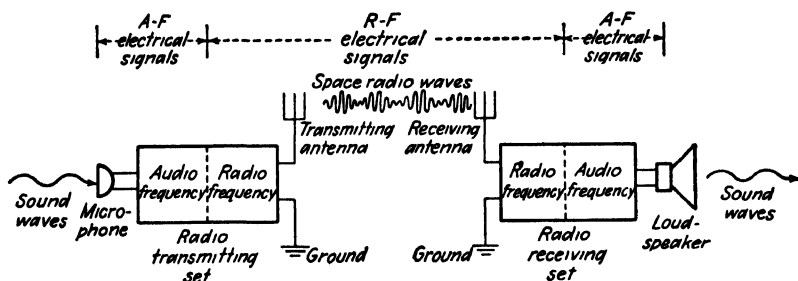 A-F
electrical
signals
R-F
electrical
signals
A-F
electrical
signals
Space radio waves
Transmitting
antenna
Receiving
antenna
Audio
frequency
Radio
frequency
Radio
frequency
Audio
frequency
Sound
waves
Micro-
phone
Radio
transmitting
set
Ground
Ground
Radio
receiving
set
Loud-
speaker
Sound
waves